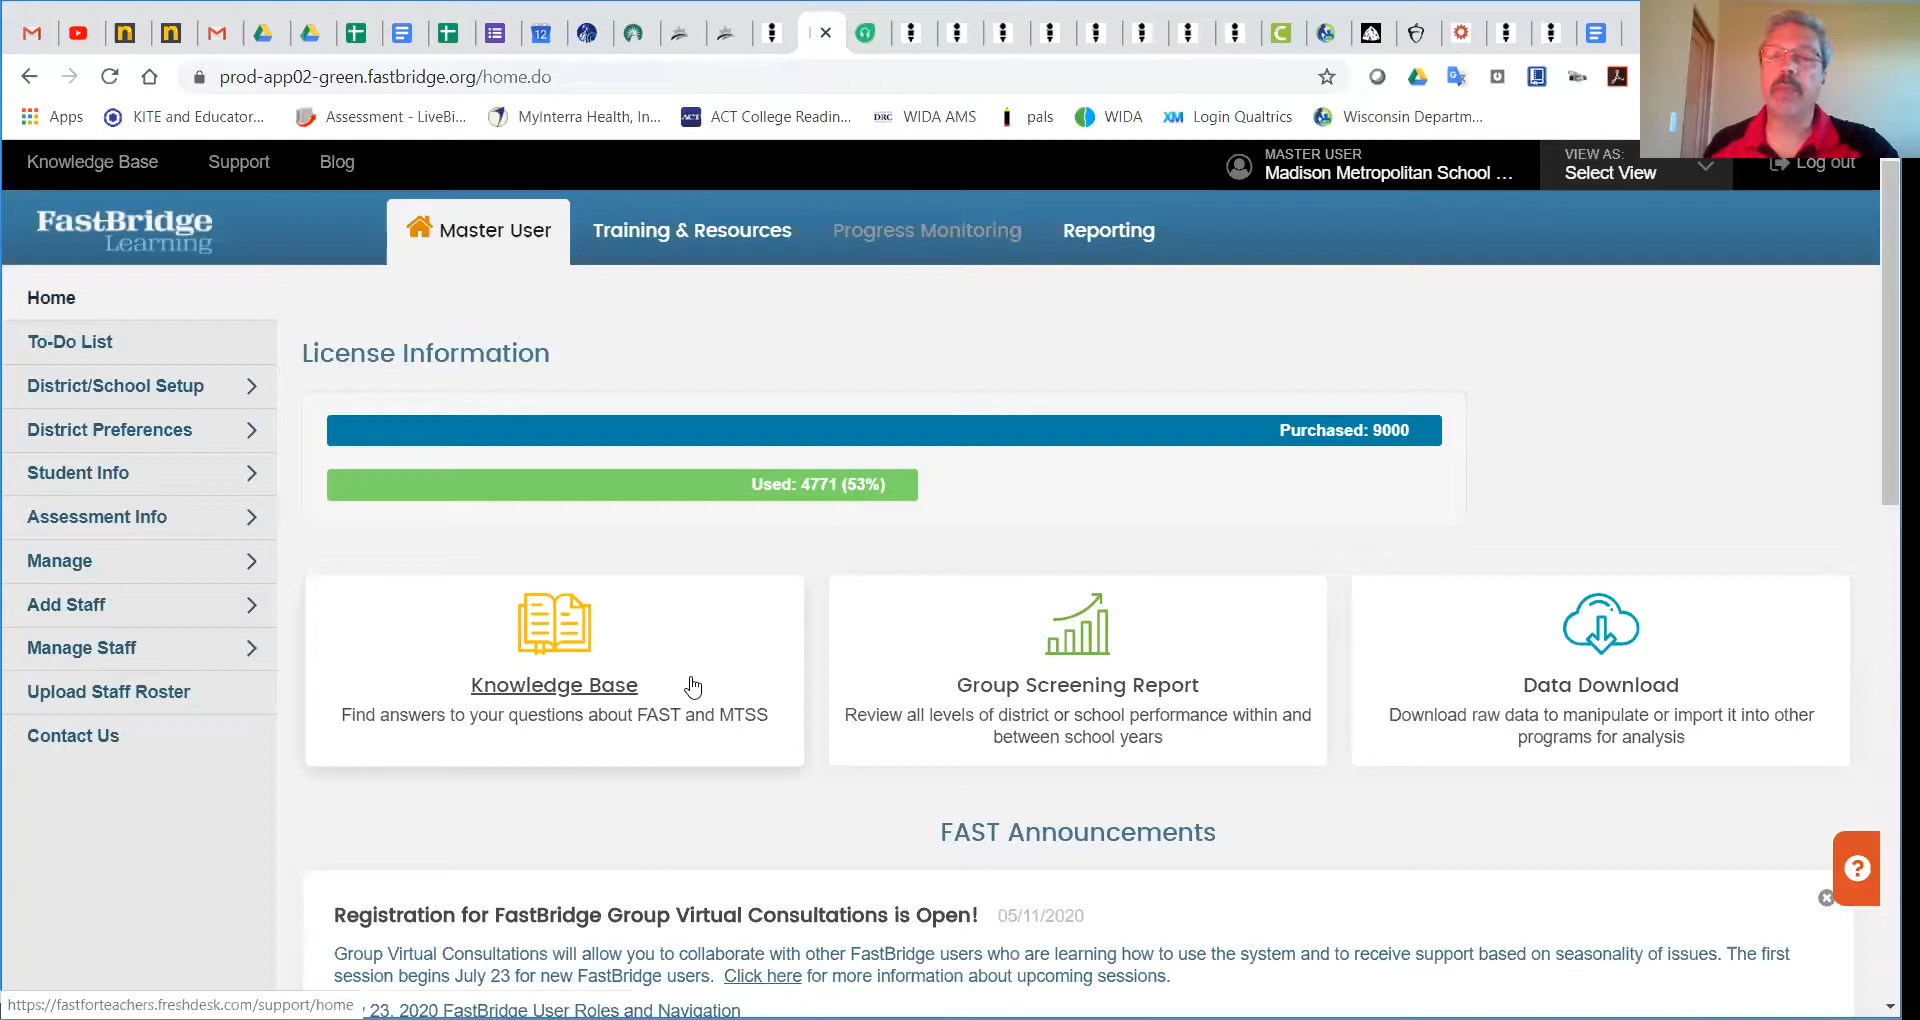 prod-app02-green.fastbridge.org/home.do
Apps KITE and Educator... Assessment - LiveBi... MyInterra Health, In... ACT ACT College Readin... DRC WIDA AMS pals WIDA XM Login Qualtrics Wisconsin Departm...
Knowledge Base Support Blog
MASTER USER
Madison Metropolitan School ...
VIEW AS:
Select View
Log out
FastBridge
Learning
Master User Training & Resources Progress Monitoring Reporting
Home
To-Do List
District/School Setup
District Preferences
Student Info
Assessment Info
Manage
Add Staff
Manage Staff
Upload Staff Roster
Contact Us
License Information
Purchased: 9000
Used: 4771 (53%)
Knowledge Base
Find answers to your questions about FAST and MTSS
Group Screening Report
Review all levels of district or school performance within and
between school years
Data Download
Download raw data to manipulate or import it into other
programs for analysis
FAST Announcements
Registration for FastBridge Group Virtual Consultations is Open! 05/11/2020
Group Virtual Consultations will allow you to collaborate with other FastBridge users who are learning how to use the system and to receive support based on seasonality of issues. The first
session begins July 23 for new FastBridge users. Click here for more information about upcoming sessions.
23, 2020 FastBridge User Roles and Navigation
https://fastforteachers.freshdesk.com/support/home